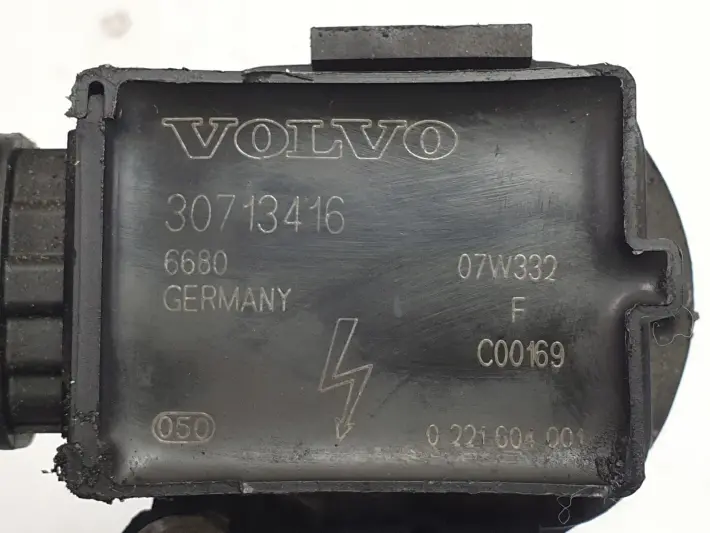 VOLVO
30713416
6680
GERMANY
07W332
F
C00169
050
0 221 604 001